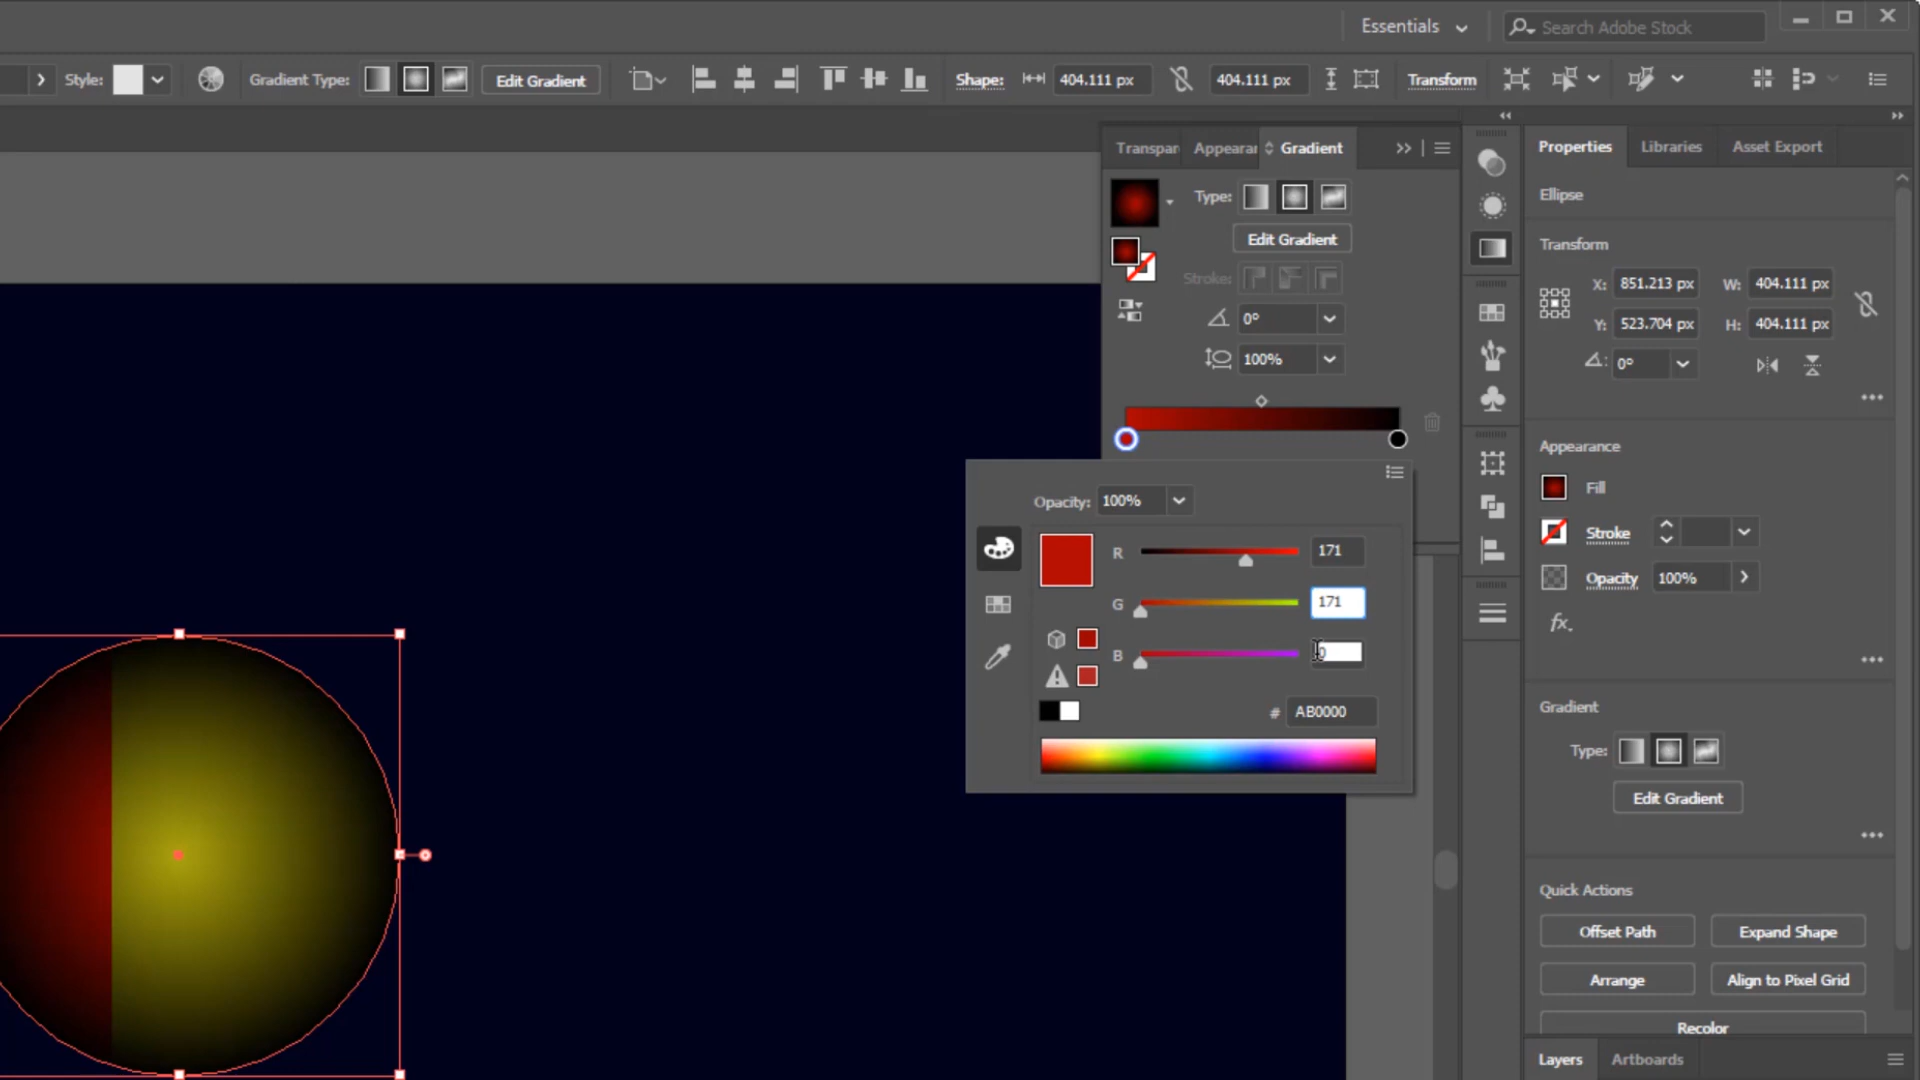 Essentials
Search Adobe Stock
Style:
Gradient Type:
Edit Gradient
Shape:
404.111 px
404.111 px
Transform
Transpar
Appearar
Gradient
Type:
Edit Gradient
Stroke:
0°
100%
Opacity: 100%
R 171
G 171
B 0
# AB0000
Properties
Libraries
Asset Export
Ellipse
Transform
X: 851.213 px
W: 404.111 px
Y: 523.704 px
H: 404.111 px
0°
Appearance
Fill
Stroke
Opacity 100%
fx.
Gradient
Type:
Edit Gradient
Quick Actions
Offset Path
Expand Shape
Arrange
Align to Pixel Grid
Recolor
Layers
Artboards